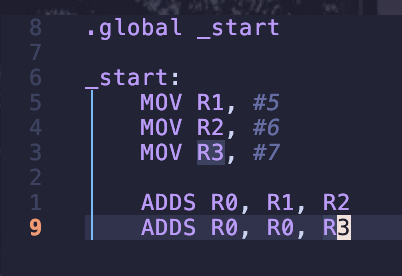 8 .global _start
7
6 _start:
5 MOV R1, #5
4 MOV R2, #6
3 MOV R3, #7
2
1 ADDS R0, R1, R2
9 ADDS R0, R0, R3